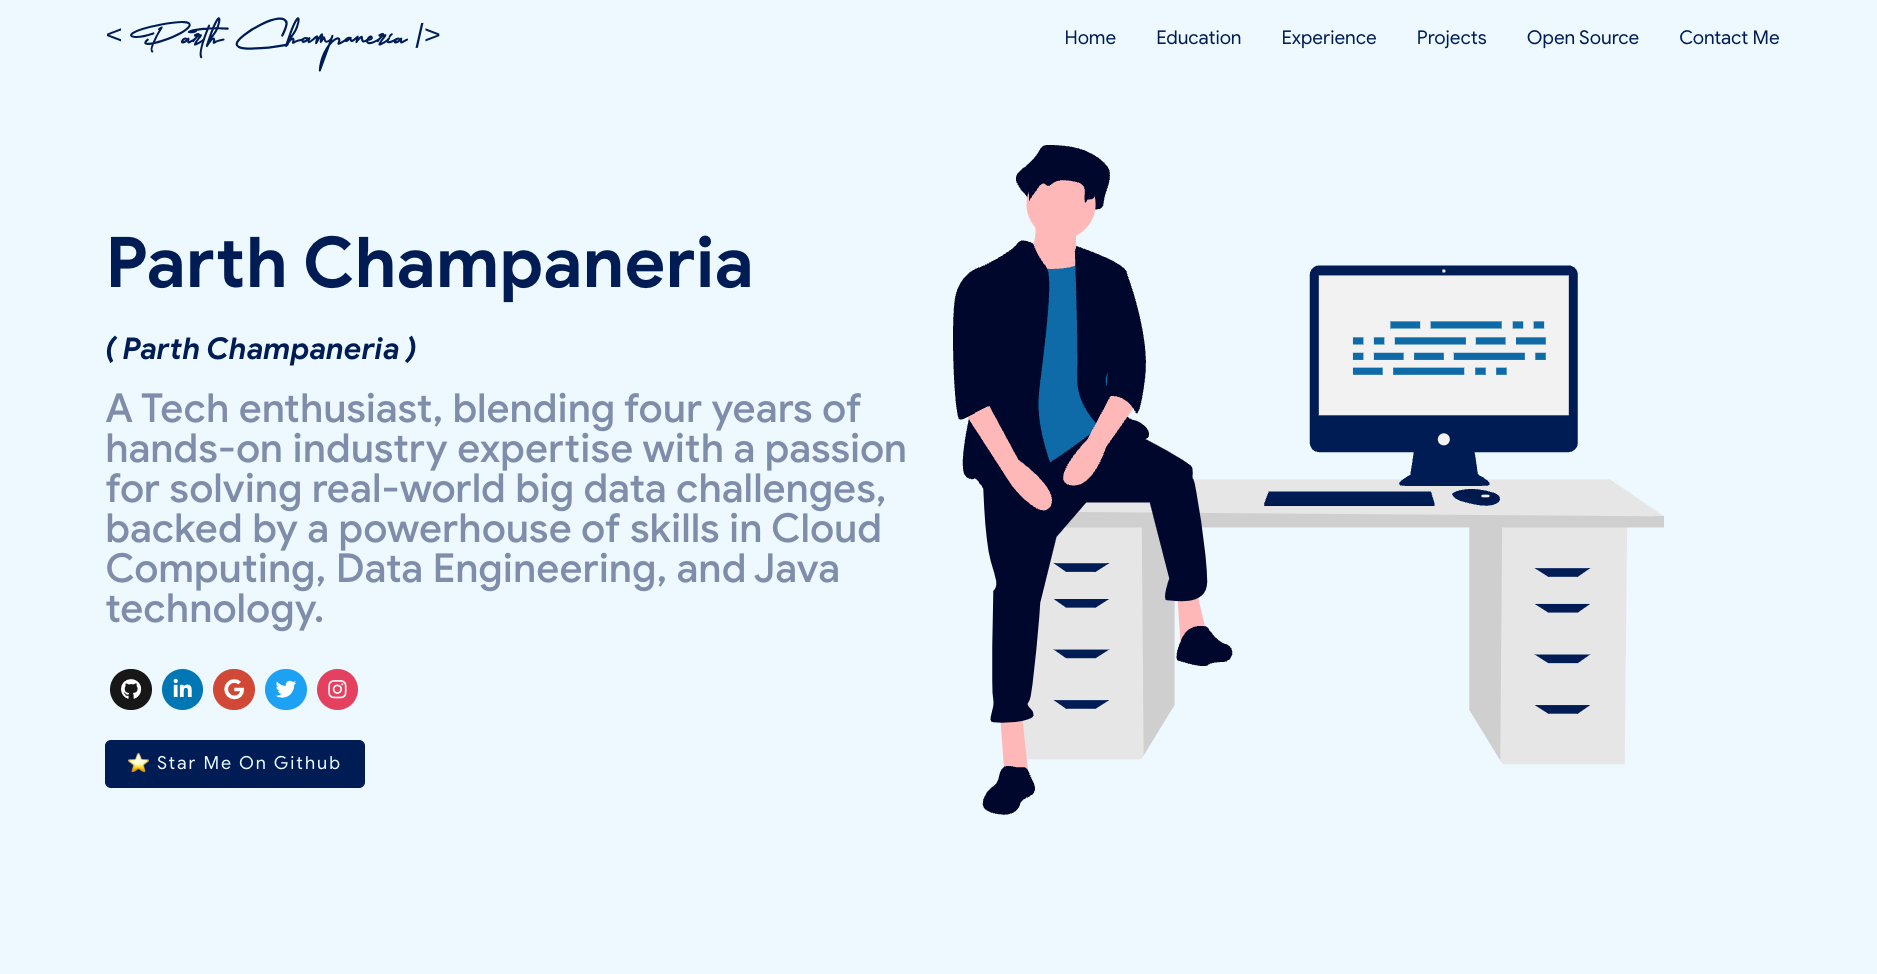 < Parth Champaneria />
Home Education Experience Projects Open Source Contact Me
Parth Champaneria
( Parth Champaneria )
A Tech enthusiast, blending four years of
hands-on industry expertise with a passion
for solving real-world big data challenges,
backed by a powerhouse of skills in Cloud
Computing, Data Engineering, and Java
technology.
in G
⭐ Star Me On Github